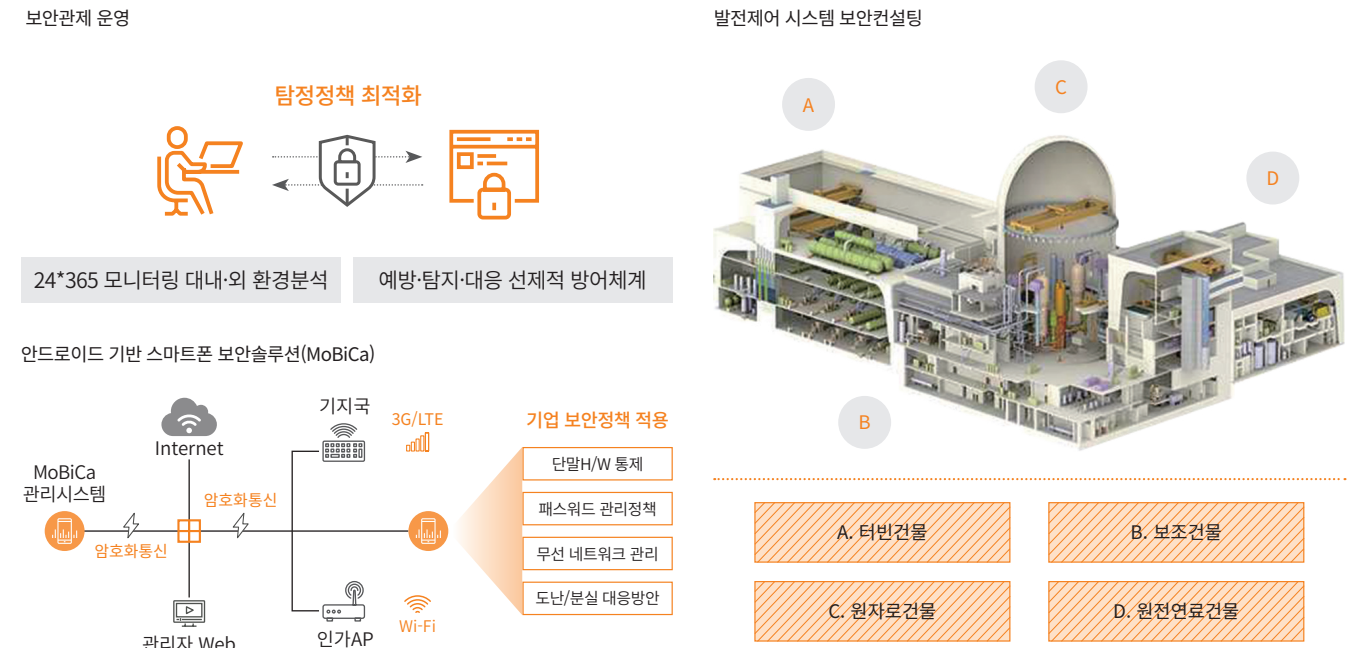 보안관제 운영
탐정정책 최적화
24*365 모니터링 대내·외 환경분석
예방·탐지·대응 선제적 방어체계
안드로이드 기반 스마트폰 보안솔루션(MoBiCa)
Internet
MoBiCa
관리시스템
암호화통신
암호화통신
관리자 Web
기지국
3G/LTE
인가AP
Wi-Fi
기업 보안정책 적용
단말H/W 통제
패스워드 관리정책
무선 네트워크 관리
도난/분실 대응방안
발전제어 시스템 보안컨설팅
A
C
D
B
A. 터빈건물
B. 보조건물
C. 원자로건물
D. 원전연료건물